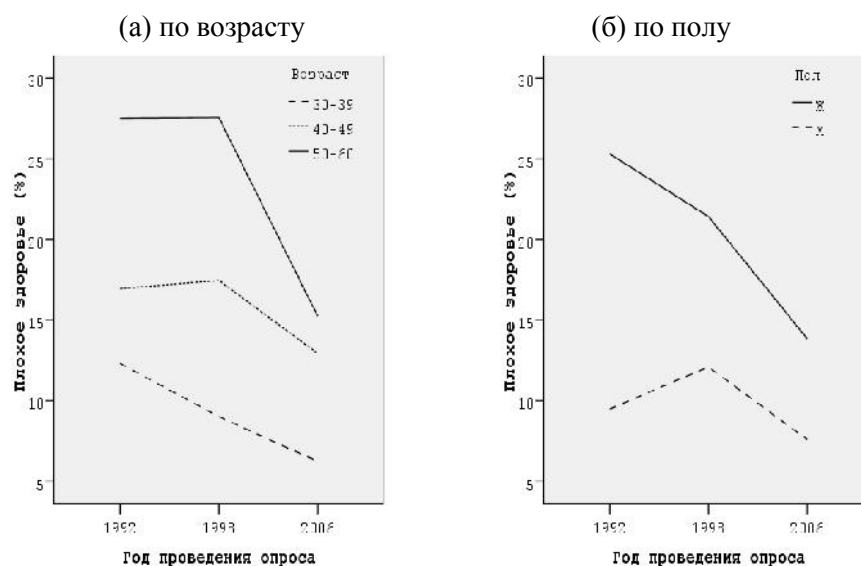 (а) по возрасту
(б) по полу
30
25
20
15
10
5
Плохое здоровье (%)
Возраст
30-39
40-49
50-60
1992
1998
2006
Год проведения опроса
30
25
20
15
10
5
Плохое здоровье (%)
Пол
Ж
М
1992
1998
2006
Год проведения опроса